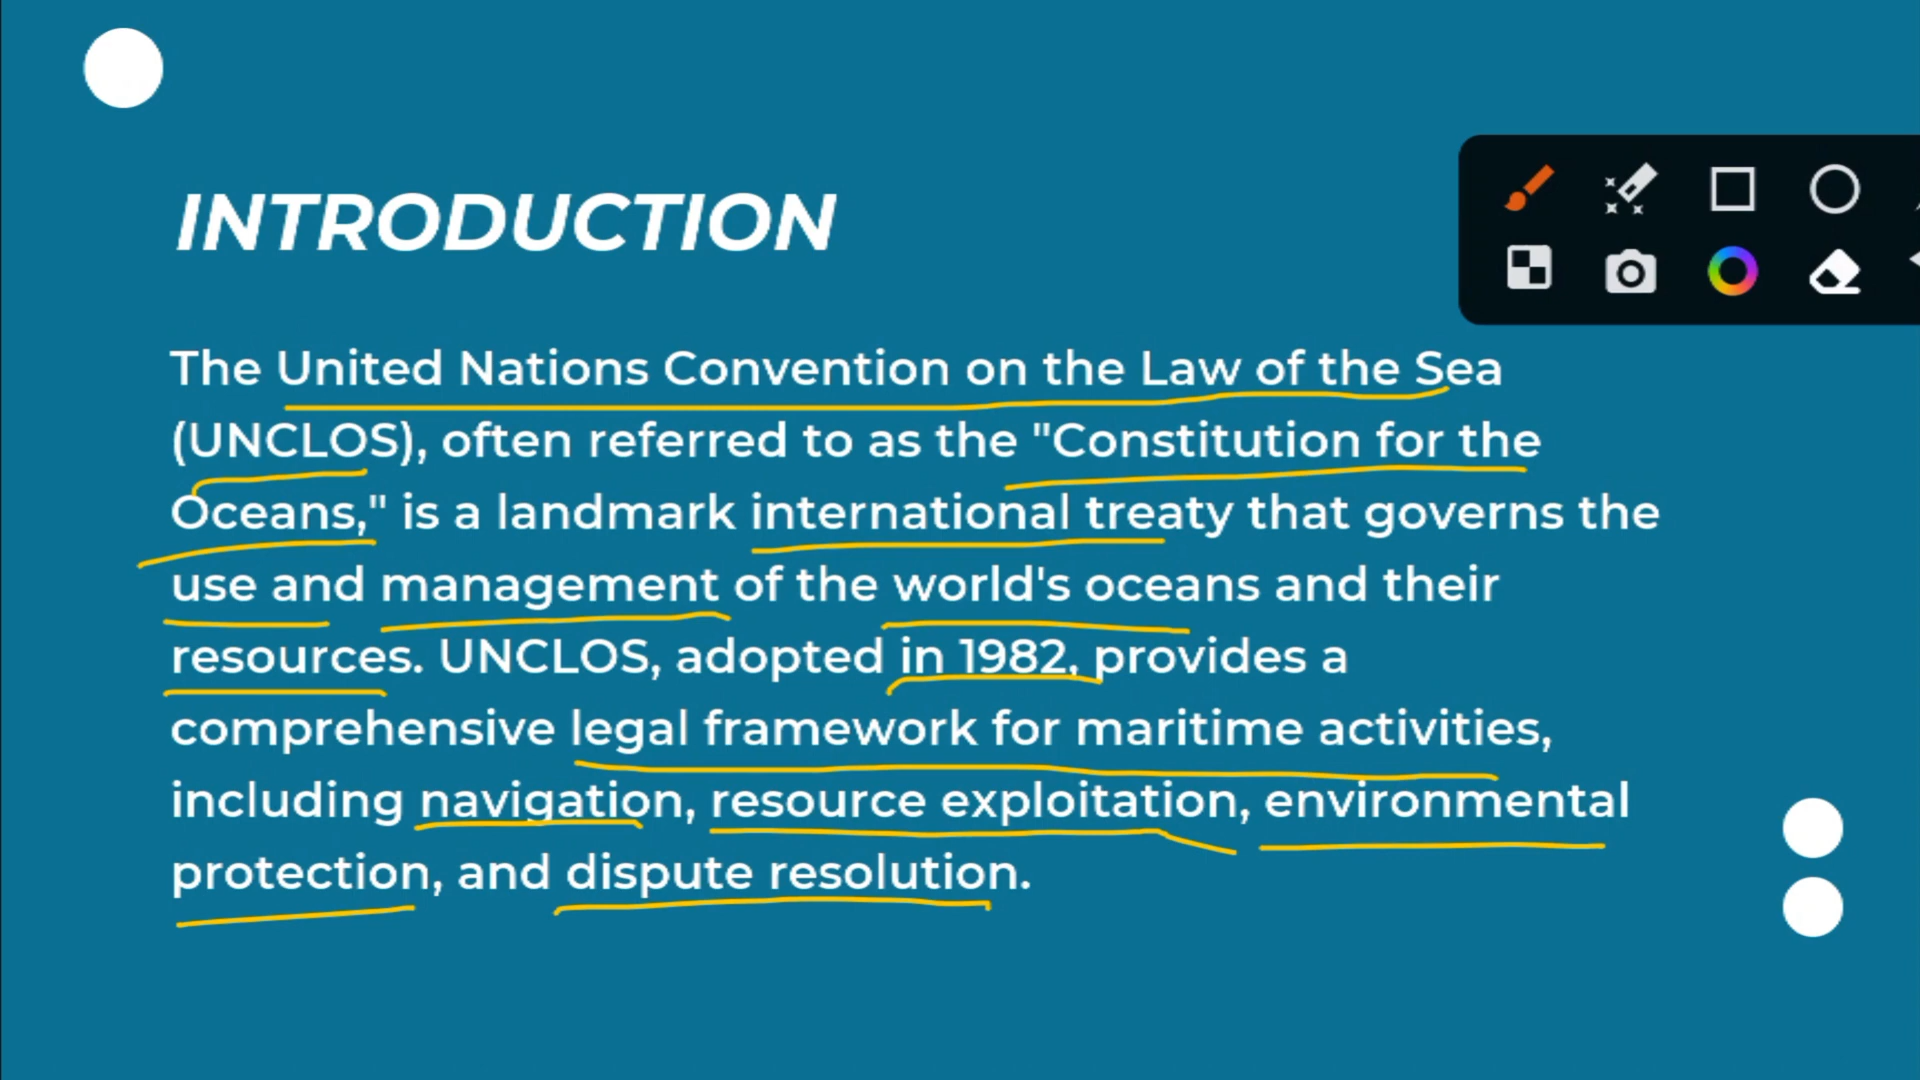 INTRODUCTION
The United Nations Convention on the Law of the Sea
(UNCLOS), often referred to as the "Constitution for the
Oceans," is a landmark international treaty that governs the
use and management of the world's oceans and their
resources. UNCLOS, adopted in 1982, provides a
comprehensive legal framework for maritime activities,
including navigation, resource exploitation, environmental
protection, and dispute resolution.